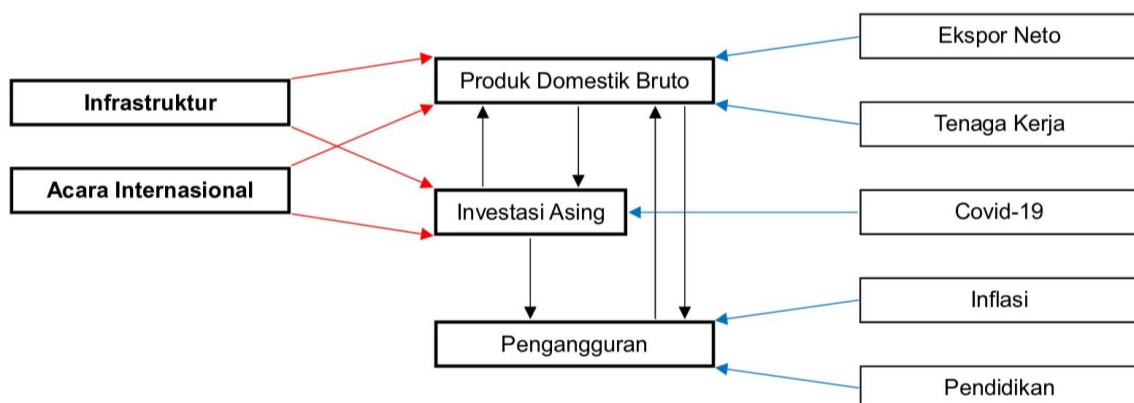 Infrastruktur
Acara Internasional
Produk Domestik Bruto
Investasi Asing
Pengangguran
Ekspor Neto
Tenaga Kerja
Covid-19
Inflasi
Pendidikan